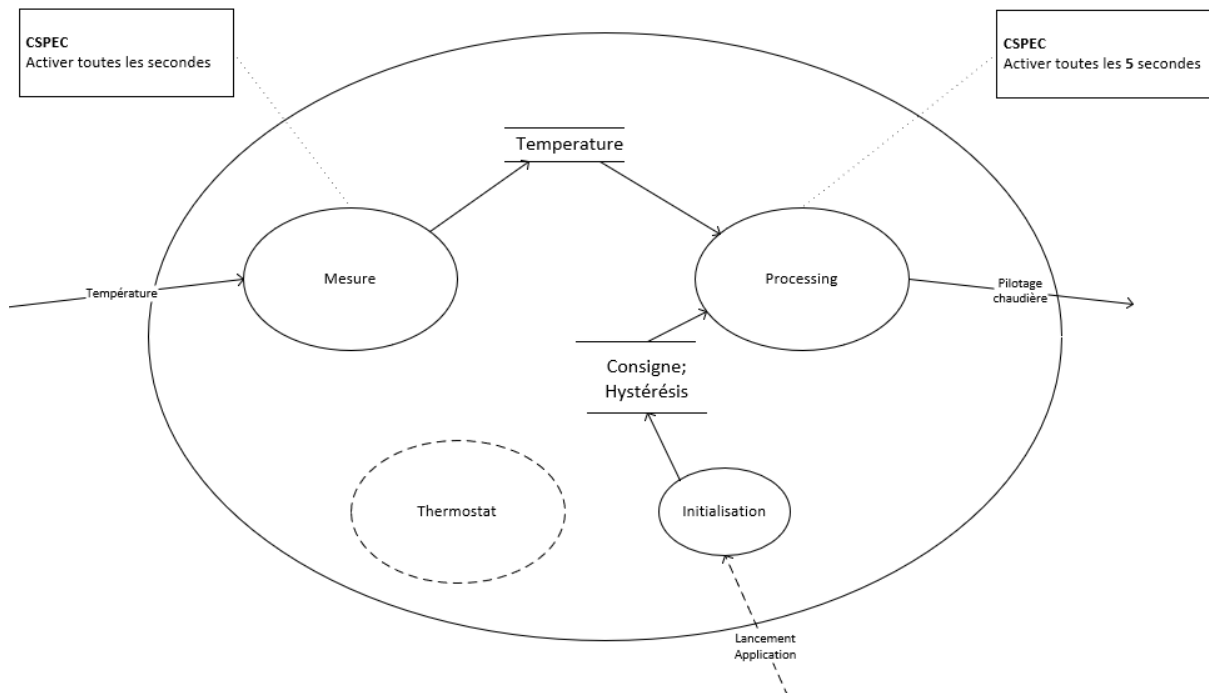 CSPEC
Activer toutes les secondes
CSPEC
Activer toutes les 5 secondes
Temperature
Mesure
Processing
Température
Pilotage
chaudière
Consigne;
Hystérésis
Thermostat
Initialisation
Lancement
Application